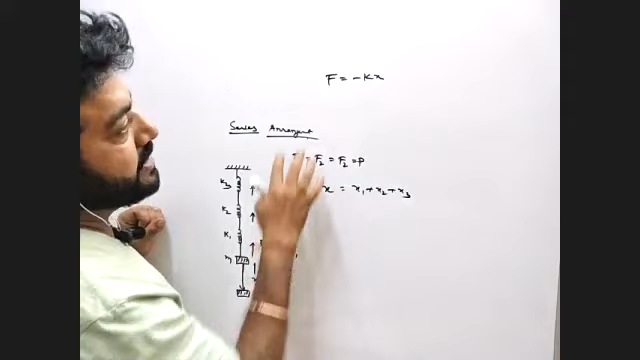 F = -Kx
Series Arrangement
F₂ = F₂ = P
x = x₁ + x₂ + x₃
K₃
K₂
K₁
m